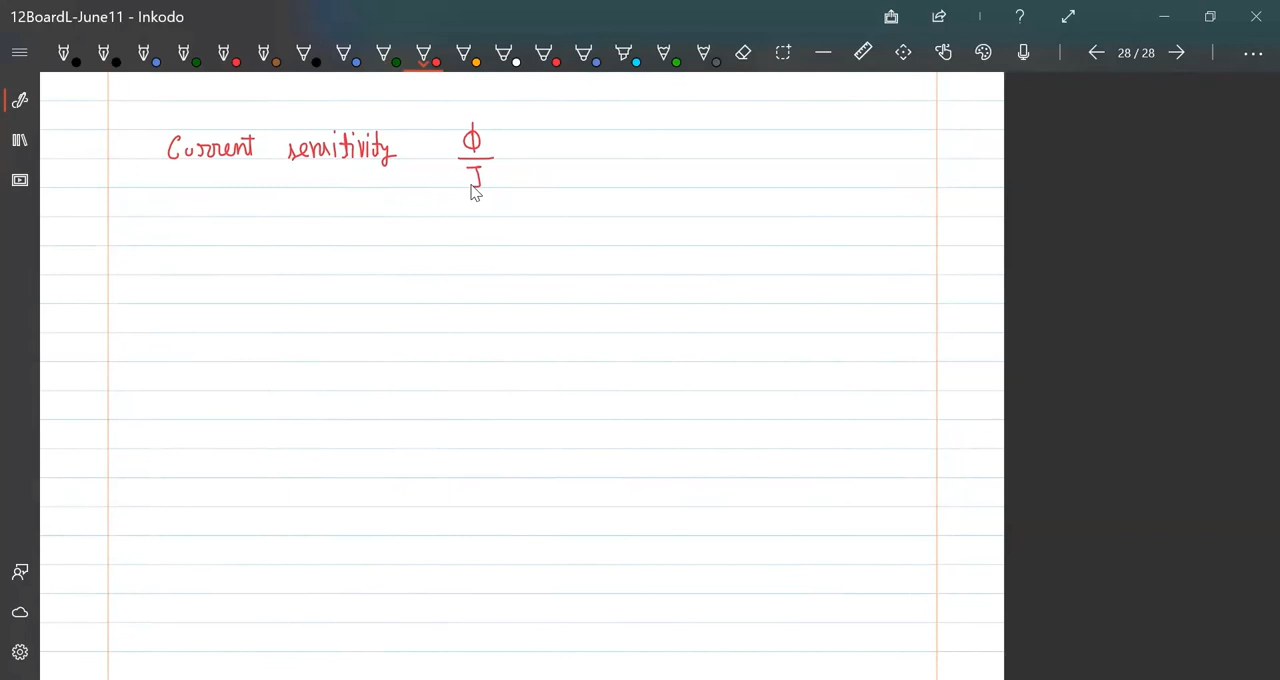 12BoardL-June11 - Inkodo
28 / 28
Current sensitivity ϕ
I